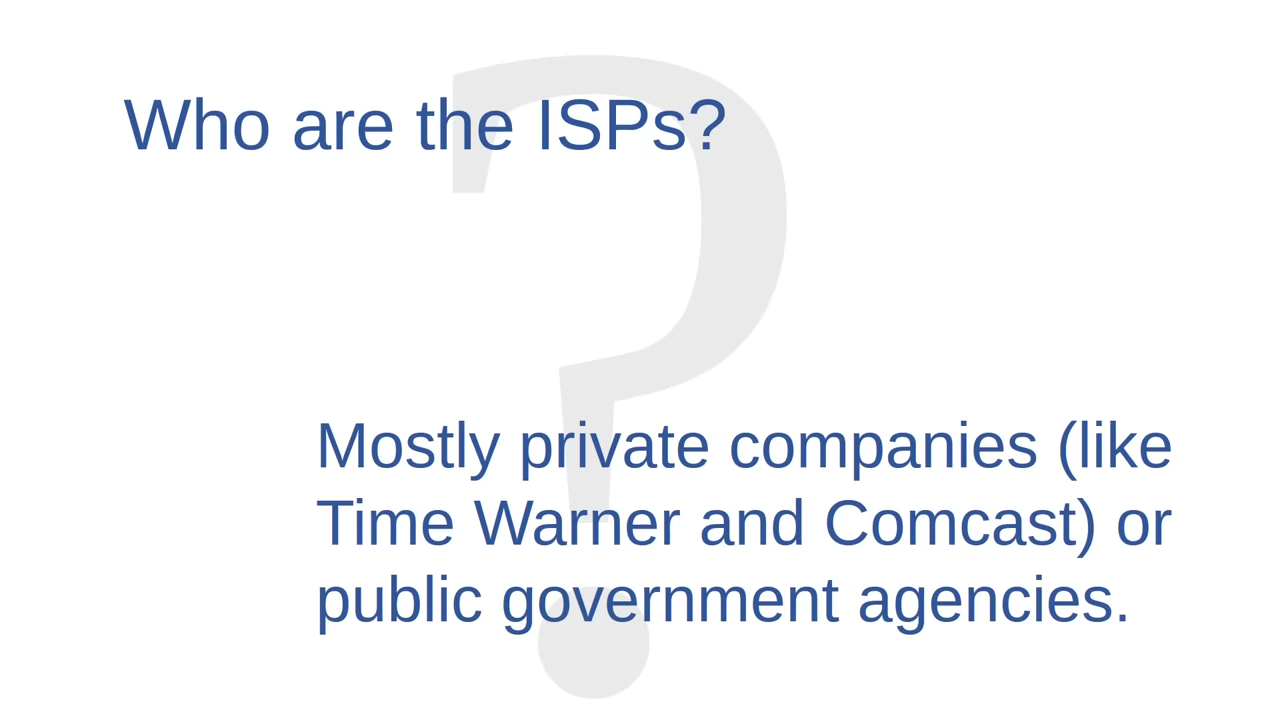 Who are the ISPs?
Mostly private companies (like
Time Warner and Comcast) or
public government agencies.